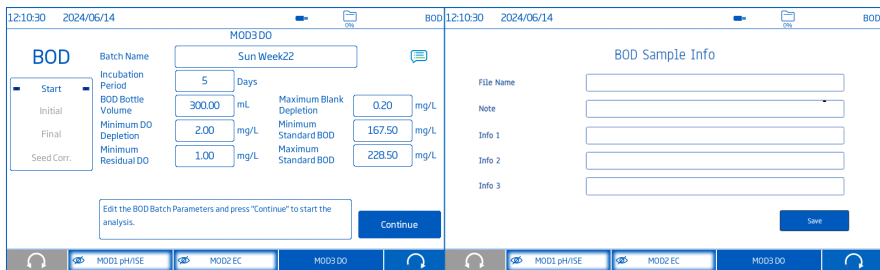 12:10:30 2024/06/14 0% BOD
MOD3 DO
BOD
Batch Name Sun Week22
Start
Initial
Final
Seed Corr.
Incubation Period 5 Days
BOD Bottle Volume 300.00 mL
Maximum Blank Depletion 0.20 mg/L
Minimum DO Depletion 2.00 mg/L
Minimum Standard BOD 167.50 mg/L
Minimum Residual DO 1.00 mg/L
Maximum Standard BOD 228.50 mg/L
Edit the BOD Batch Parameters and press "Continue" to start the
analysis.
Continue
MOD1 pH/ISE MOD2 EC MOD3 DO
12:10:30 2024/06/14 0% BOD
BOD Sample Info
File Name
Note
Info 1
Info 2
Info 3
Save
MOD1 pH/ISE MOD2 EC MOD3 DO